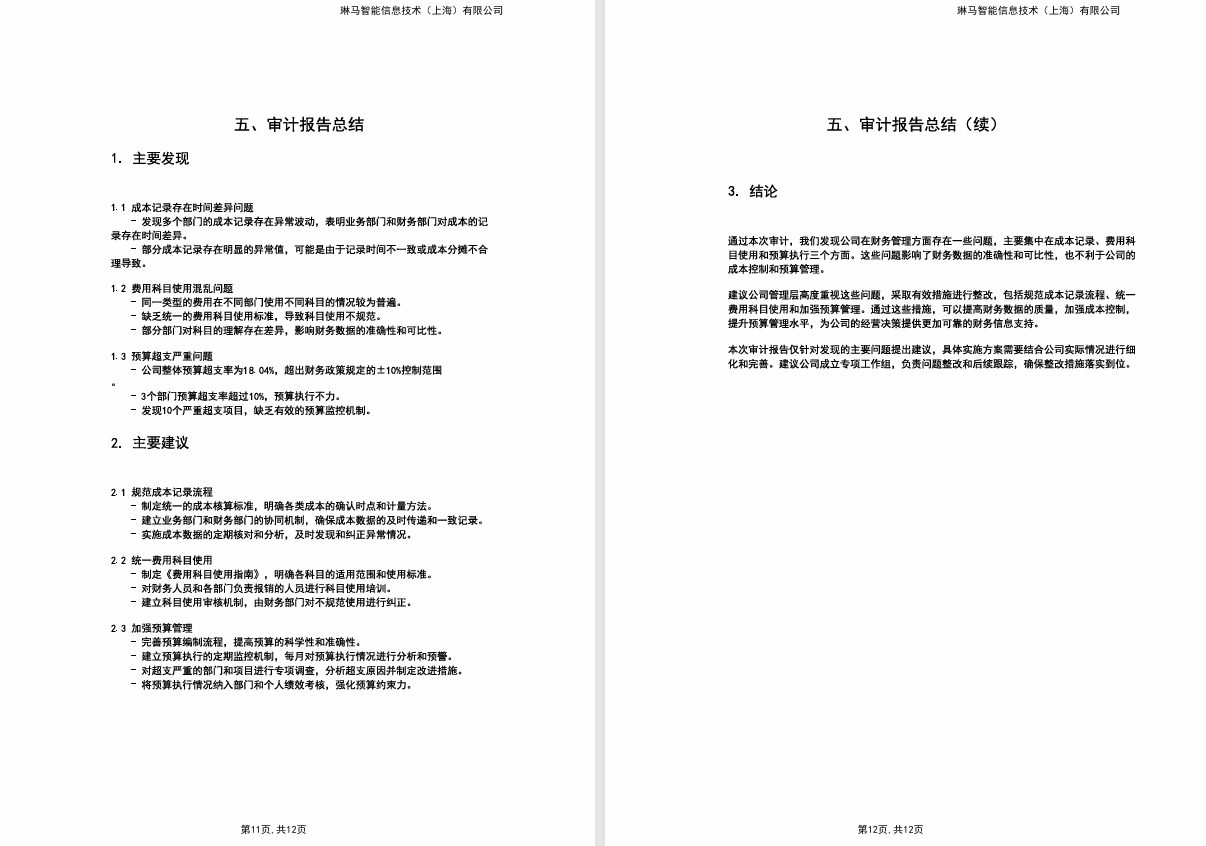 琳马智能信息技术（上海）有限公司
五、审计报告总结
1. 主要发现
1.1 成本记录存在时间差异问题
- 发现多个部门的成本记录存在异常波动，表明业务部门和财务部门对成本的记
录存在时间差异。
- 部分成本记录存在明显的异常值，可能是由于记录时间不一致或成本分摊不合
理导致。
1.2 费用科目使用混乱问题
- 同一类型的费用在不同部门使用不同科目的情况较为普遍。
- 缺乏统一的费用科目使用标准，导致科目使用不规范。
- 部分部门对科目的理解存在差异，影响财务数据的准确性和可比性。
1.3 预算超支严重问题
- 公司整体预算超支率为18.04%，超出财务政策规定的±10%控制范围
。
- 3个部门预算超支率超过10%，预算执行不力。
- 发现10个严重超支项目，缺乏有效的预算监控机制。
2. 主要建议
2.1 规范成本记录流程
- 制定统一的成本核算标准，明确各类成本的确认时点和计量方法。
- 建立业务部门和财务部门的协同机制，确保成本数据的及时传递和一致记录。
- 实施成本数据的定期核对和分析，及时发现和纠正异常情况。
2.2 统一费用科目使用
- 制定《费用科目使用指南》，明确各科目的适用范围和使用标准。
- 对财务人员和各部门负责报销的人员进行科目使用培训。
- 建立科目使用审核机制，由财务部门对不规范使用进行纠正。
2.3 加强预算管理
- 完善预算编制流程，提高预算的科学性和准确性。
- 建立预算执行的定期监控机制，每月对预算执行情况进行分析和预警。
- 对超支严重的部门和项目进行专项调查，分析超支原因并制定改进措施。
- 将预算执行情况纳入部门和个人绩效考核，强化预算约束力。
第11页,共12页
琳马智能信息技术（上海）有限公司
五、审计报告总结（续）
3. 结论
通过本次审计，我们发现公司在财务管理方面存在一些问题，主要集中在成本记录、费用科
目使用和预算执行三个方面。这些问题影响了财务数据的准确性和可比性，也不利于公司的
成本控制和预算管理。
建议公司管理层高度重视这些问题，采取有效措施进行整改，包括规范成本记录流程、统一
费用科目使用和加强预算管理。通过这些措施，可以提高财务数据的质量，加强成本控制，
提升预算管理水平，为公司的经营决策提供更加可靠的财务信息支持。
本次审计报告仅针对发现的主要问题提出建议，具体实施方案需要结合公司实际情况进行细
化和完善。建议公司成立专项工作组，负责问题整改和后续跟踪，确保整改措施落实到位。
第12页,共12页